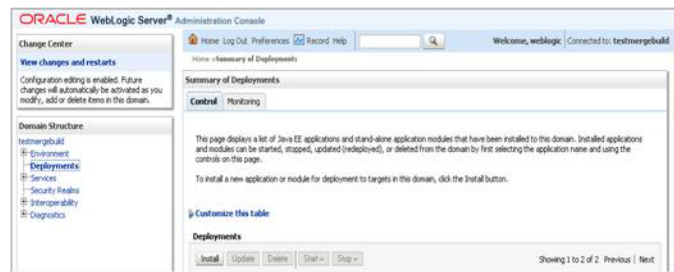 ORACLE WebLogic Server® Administration Console
Change Center
View changes and restarts
Configuration editing is enabled. Future
changes will automatically be activated as you
modify, add or delete items in this domain.
Domain Structure
testmergebuild
Environment
Deployments
Services
Security Realms
Interoperability
Diagnostics
Home Log Out Preferences Record Help
Welcome, weblogic Connected to: testmergebuild
Home >Summary of Deployments
Summary of Deployments
Control Monitoring
This page displays a list of Java EE applications and stand-alone application modules that have been installed to this domain. Installed applications
and modules can be started, stopped, updated (redeployed), or deleted from the domain by first selecting the application name and using the
controls on this page.
To install a new application or module for deployment to targets in this domain, click the Install button.
Customize this table
Deployments
Install Update Delete Start Stop Showing 1 to 2 of 2 Previous | Next